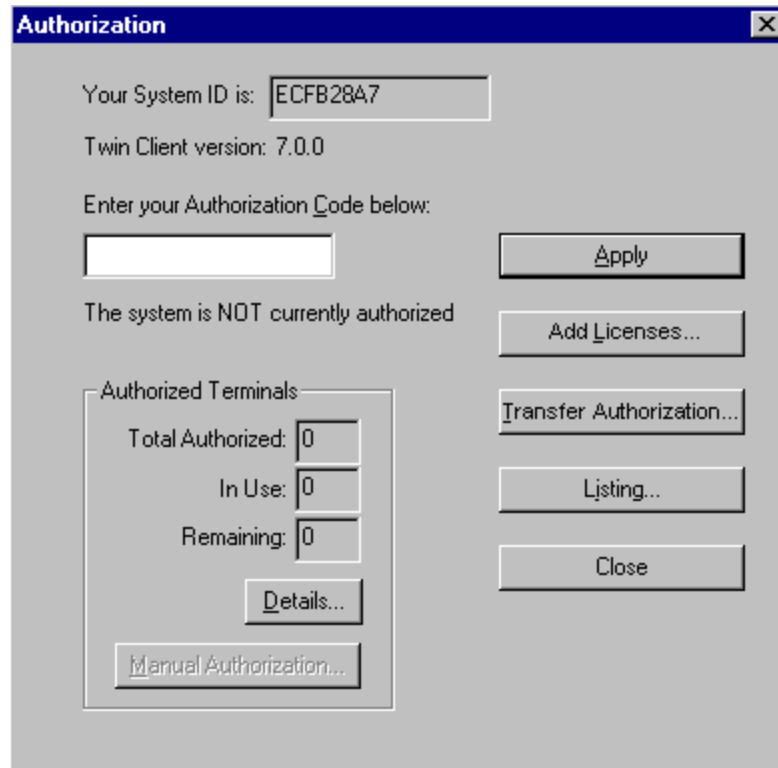 Authorization
Your System ID is: ECFB28A7
Twin Client version: 7.0.0
Enter your Authorization Code below:
Apply
The system is NOT currently authorized
Add Licenses...
Authorized Terminals
Transfer Authorization...
Total Authorized: 0
In Use: 0
Listing...
Remaining: 0
Close
Details...
Manual Authorization...